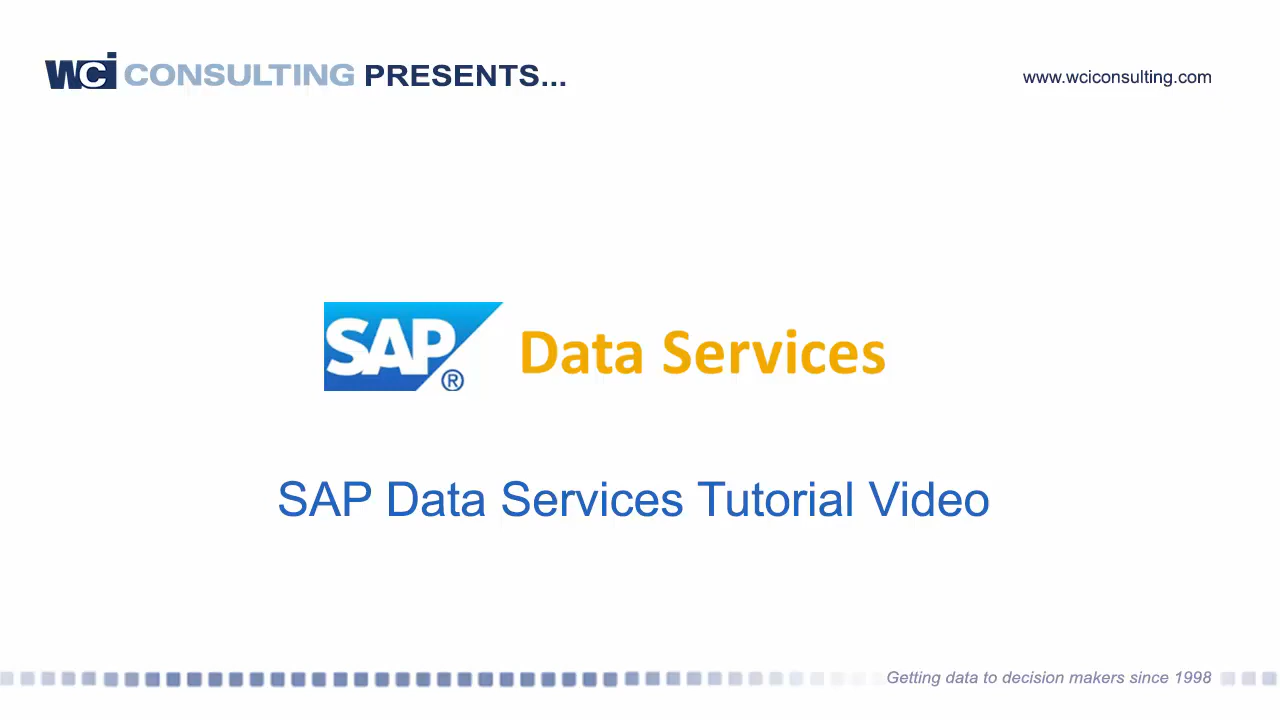 WCi CONSULTING PRESENTS...
www.wciconsulting.com
SAP® Data Services
SAP Data Services Tutorial Video
Getting data to decision makers since 1998